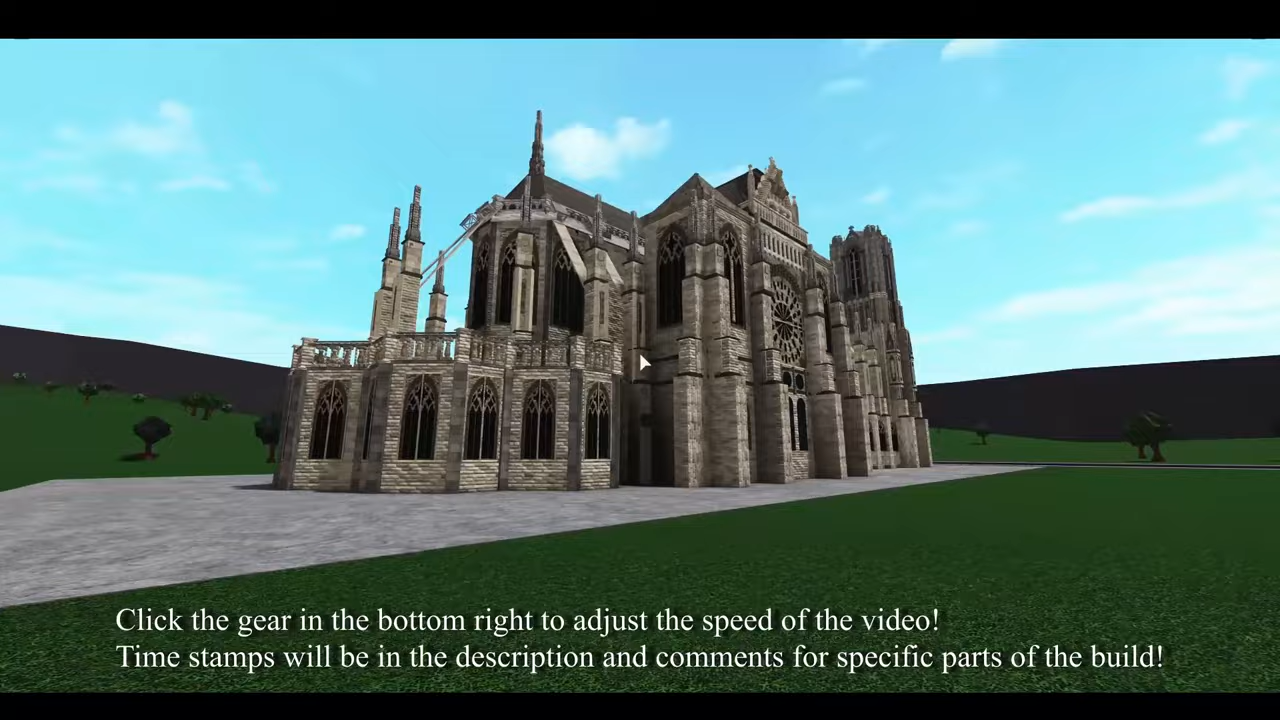 Click the gear in the bottom right to adjust the speed of the video!
Time stamps will be in the description and comments for specific parts of the build!